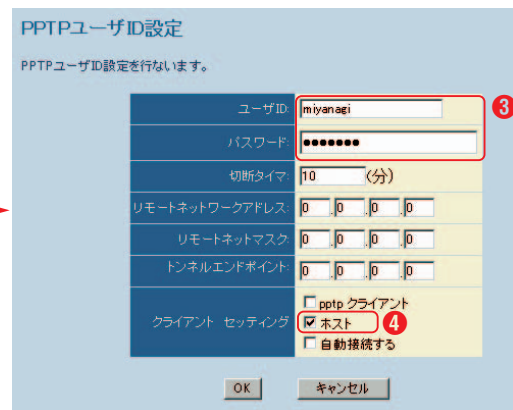 PPTPユーザID設定
PPTPユーザID設定を行ないます。
ユーザID: miyanagi ③
パスワード: ●●●●●●●
切断タイマ: 10 (分)
リモートネットワークアドレス: 0 .0 .0 .0
リモートネットマスク: 0 .0 .0 .0
トンネルエンドポイント: 0 .0 .0 .0
pptp クライアント
クライアント セッティング ホスト ④
自動接続する
OK キャンセル